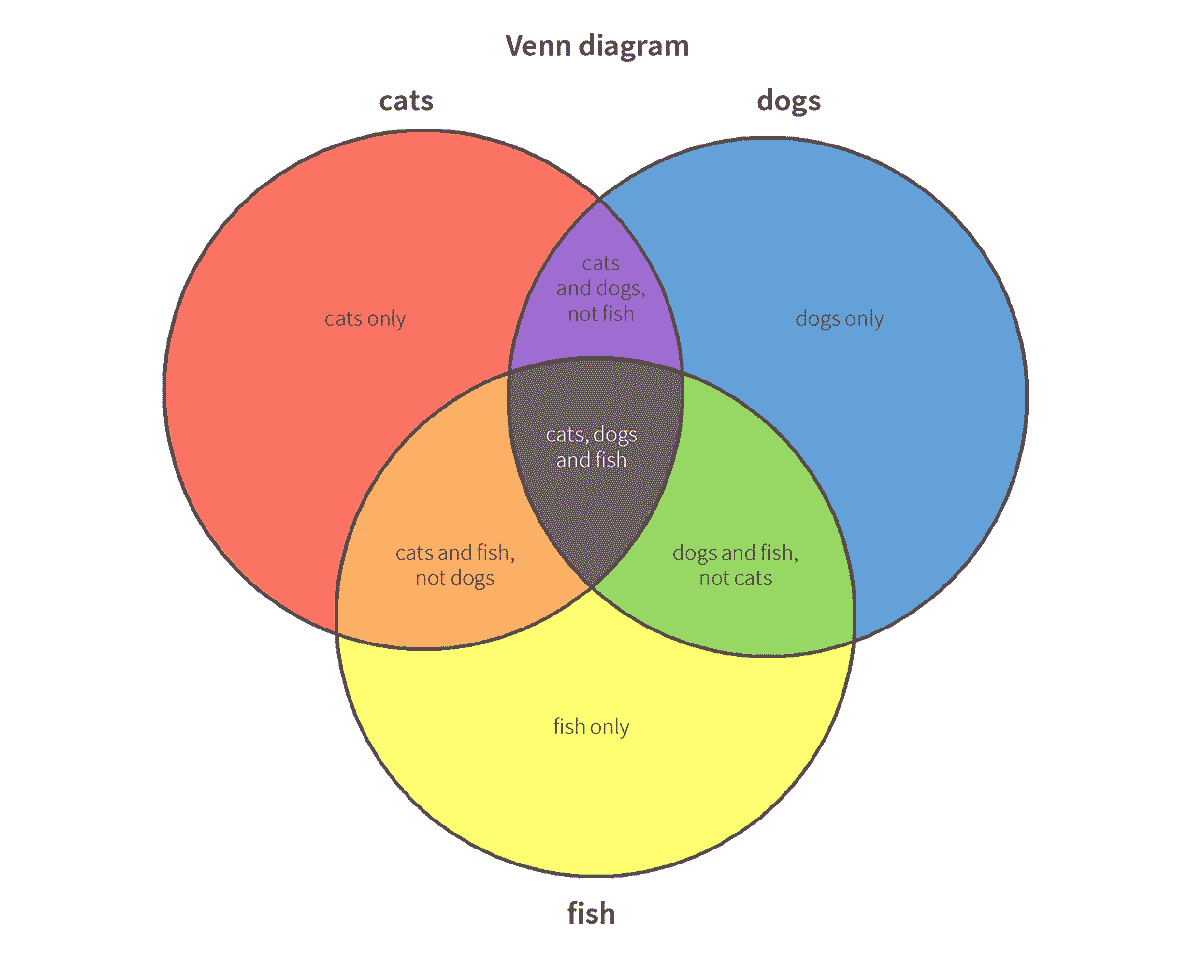 Venn diagram
cats
dogs
cats
and dogs,
not fish
cats only
dogs only
cats, dogs
and fish
cats and fish,
not dogs
dogs and fish,
not cats
fish only
fish